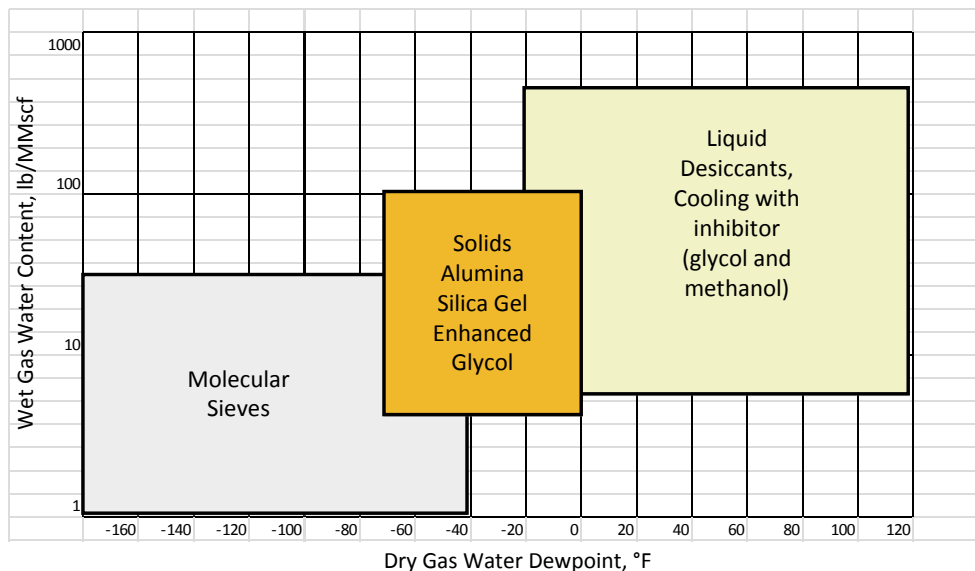 Wet Gas Water Content, lb/MMscf
1000
100
10
1
Liquid
Desiccants,
Cooling with
inhibitor
(glycol and
methanol)
Solids
Alumina
Silica Gel
Enhanced
Glycol
Molecular
Sieves
-160 -140 -120 -100 -80 -60 -40 -20 0 20 40 60 80 100 120
Dry Gas Water Dewpoint, °F